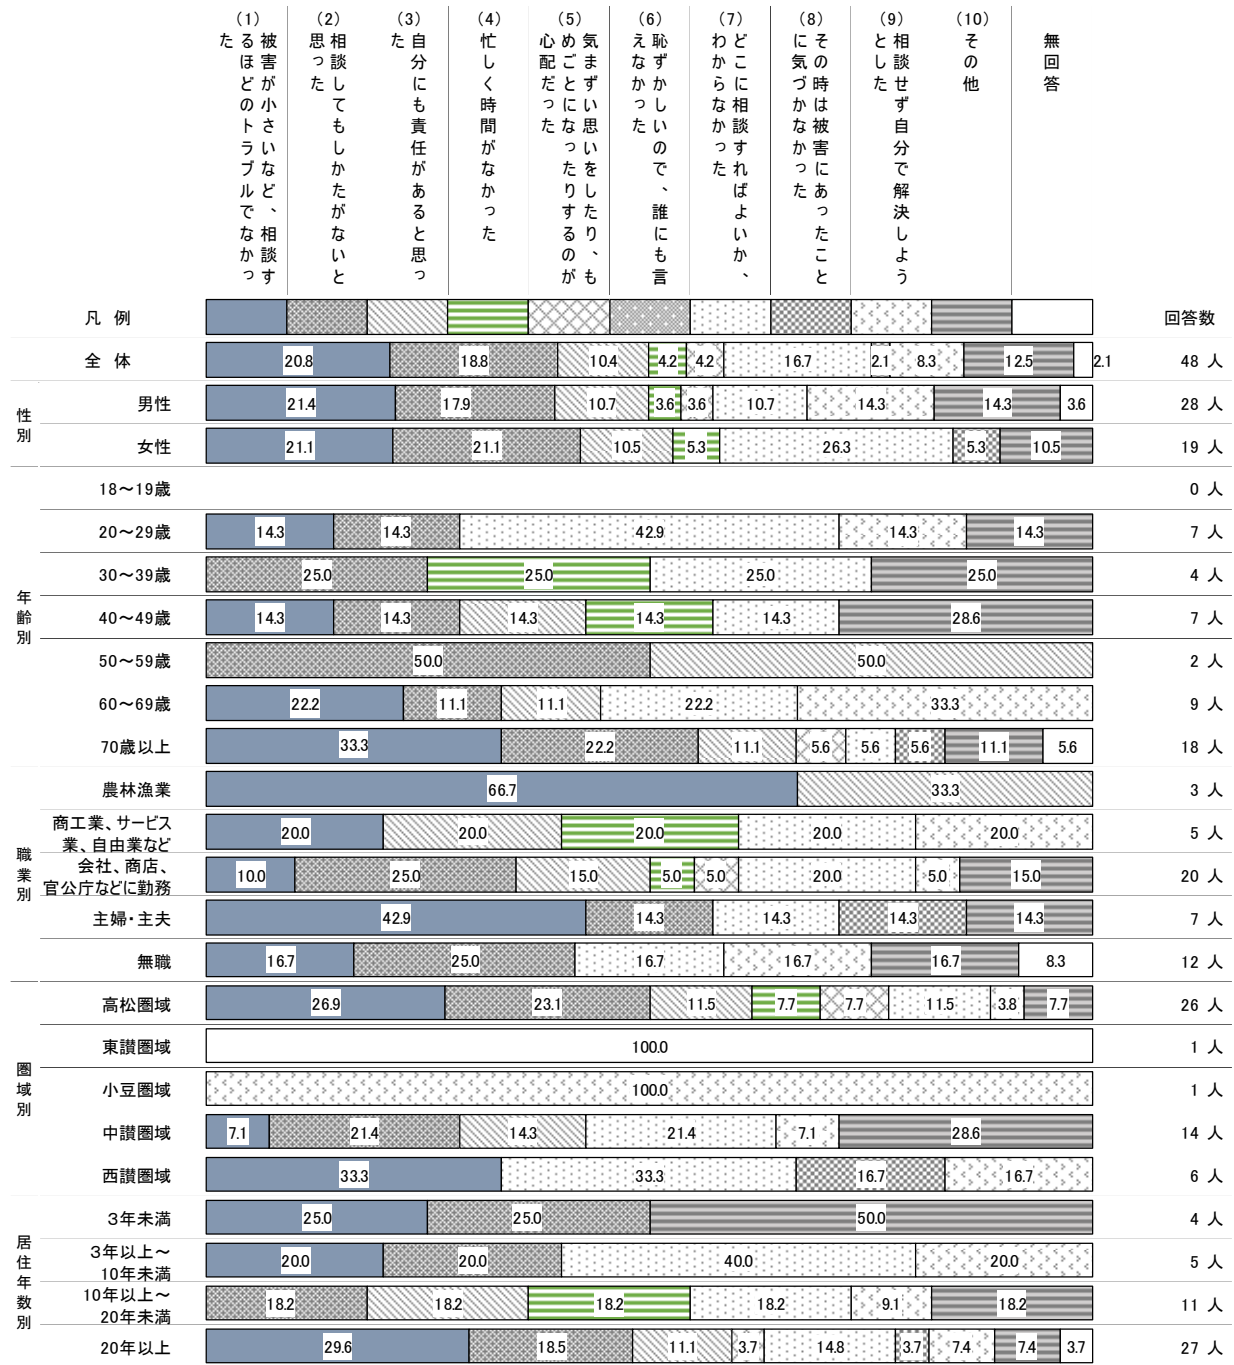 (1)
被害が小さいなど、相談す
るほどのトラブルでなかっ
た
(2)
相談してもしかたがないと
思った
(3)
自分にも責任があると思っ
た
(4)
忙しく時間がなかった
(5)
気まずい思いをしたり、も
めごとになったりするのが
心配だった
(6)
恥ずかしいので、誰にも言
えなかった
(7)
どこに相談すればよいか、
わからなかった
(8)
その時は被害にあったこと
に気づかなかった
(9)
相談せず自分で解決しよう
とした
(10)
その他
無回答
凡 例
回答数
全 体 20.8 18.8 10.4 4.2 4.2 16.7 2.1 8.3 12.5 2.1 48 人
性別
男性 21.4 17.9 10.7 3.6 3.6 10.7 14.3 14.3 3.6 28 人
女性 21.1 21.1 10.5 5.3 26.3 5.3 10.5 19 人
年齢別
18～19歳 0 人
20～29歳 14.3 14.3 42.9 14.3 14.3 7 人
30～39歳 25.0 25.0 25.0 25.0 4 人
40～49歳 14.3 14.3 14.3 14.3 14.3 28.6 7 人
50～59歳 50.0 50.0 2 人
60～69歳 22.2 11.1 11.1 22.2 33.3 9 人
70歳以上 33.3 22.2 11.1 5.6 5.6 5.6 11.1 5.6 18 人
職業別
農林漁業 66.7 33.3 3 人
商工業、サービス
業、自由業など 20.0 20.0 20.0 20.0 20.0 5 人
会社、商店、
官公庁などに勤務 10.0 25.0 15.0 5.0 5.0 20.0 5.0 15.0 20 人
主婦・主夫 42.9 14.3 14.3 14.3 14.3 7 人
無職 16.7 25.0 16.7 16.7 16.7 8.3 12 人
圏域別
高松圏域 26.9 23.1 11.5 7.7 7.7 11.5 3.8 7.7 26 人
東讃圏域 100.0 1 人
小豆圏域 100.0 1 人
中讃圏域 7.1 21.4 14.3 21.4 7.1 28.6 14 人
西讃圏域 33.3 33.3 16.7 16.7 6 人
居住年数別
３年未満 25.0 25.0 50.0 4 人
３年以上～
10年未満 20.0 20.0 40.0 20.0 5 人
10年以上～
20年未満 18.2 18.2 18.2 18.2 9.1 18.2 11 人
20年以上 29.6 18.5 11.1 3.7 14.8 3.7 7.4 7.4 3.7 27 人